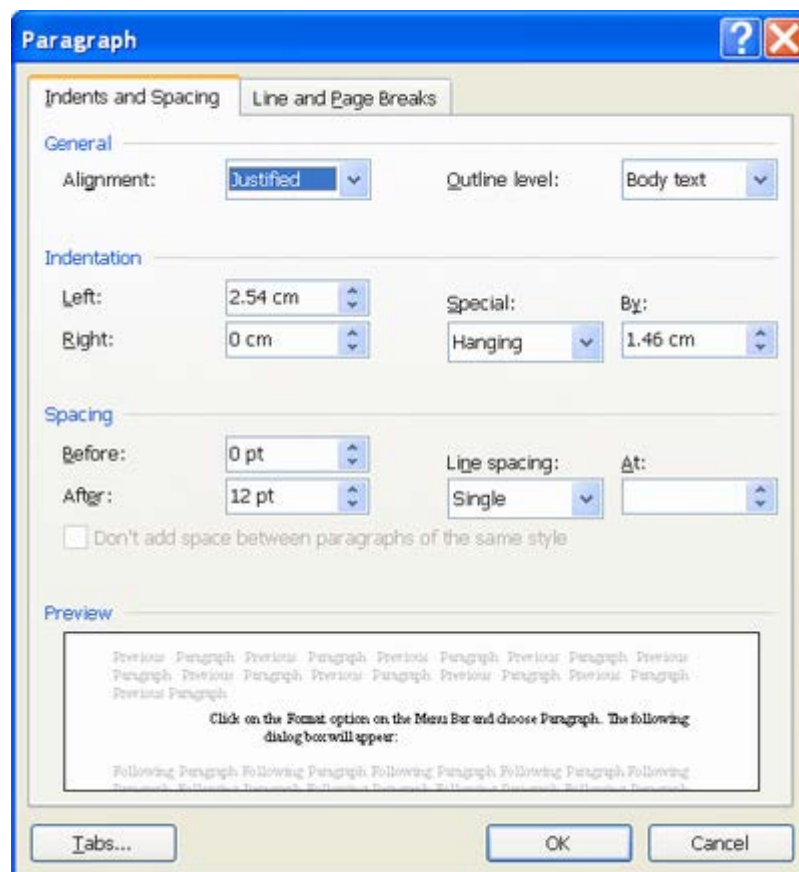 Paragraph
Indents and Spacing Line and Page Breaks
General
Alignment: Justified Outline level: Body text
Indentation
Left: 2.54 cm Special: By:
Right: 0 cm Hanging 1.46 cm
Spacing
Before: 0 pt Line spacing: At:
After: 12 pt Single
Don't add space between paragraphs of the same style
Preview
Previous Paragraph Previous Paragraph Previous Paragraph Previous Paragraph Previous
Paragraph Previous Paragraph Previous Paragraph Previous Paragraph Previous Paragraph
Previous Paragraph
Click on the Format option on the Menu Bar and choose Paragraph. The following
dialog box will appear:
Following Paragraph Following Paragraph Following Paragraph Following Paragraph Following
Tabs... OK Cancel